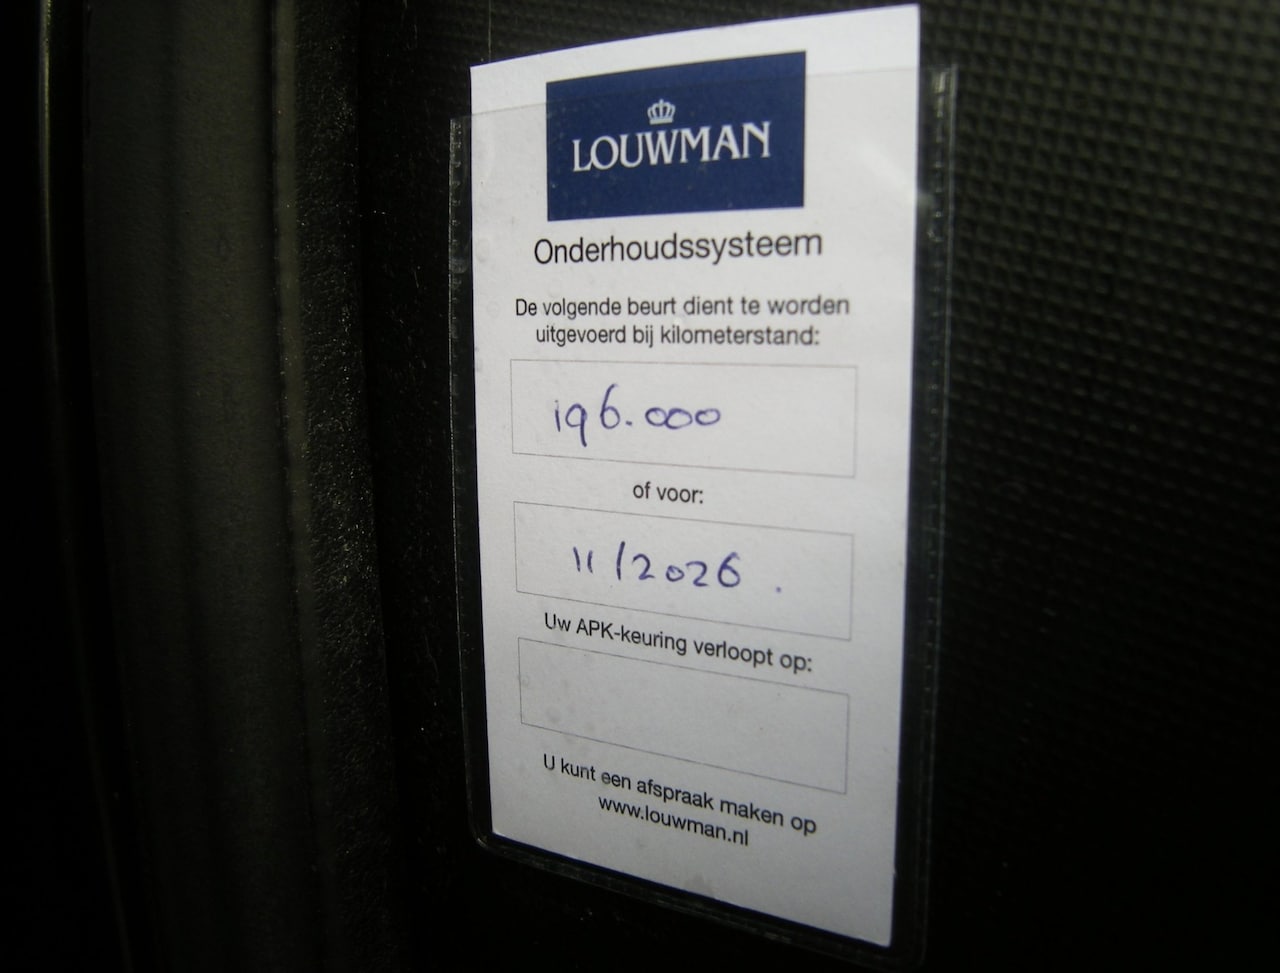 LOUWMAN
Onderhoudssysteem
De volgende beurt dient te worden
uitgevoerd bij kilometerstand:
196.000
of voor:
11/2026.
Uw APK-keuring verloopt op:
U kunt een afspraak maken op
www.louwman.nl